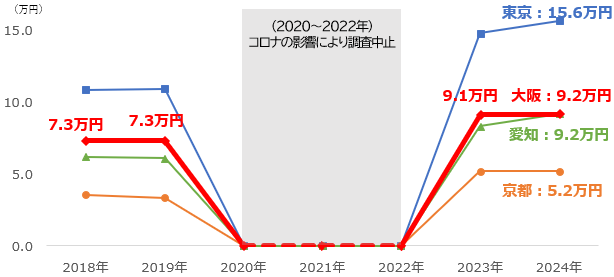 (万円)
15.0
10.0
5.0
0.0
(2020～2022年)
コロナの影響により調査中止
東京：15.6万円
7.3万円
7.3万円
9.1万円
大阪：9.2万円
愛知：9.2万円
京都：5.2万円
2018年 2019年 2020年 2021年 2022年 2023年 2024年